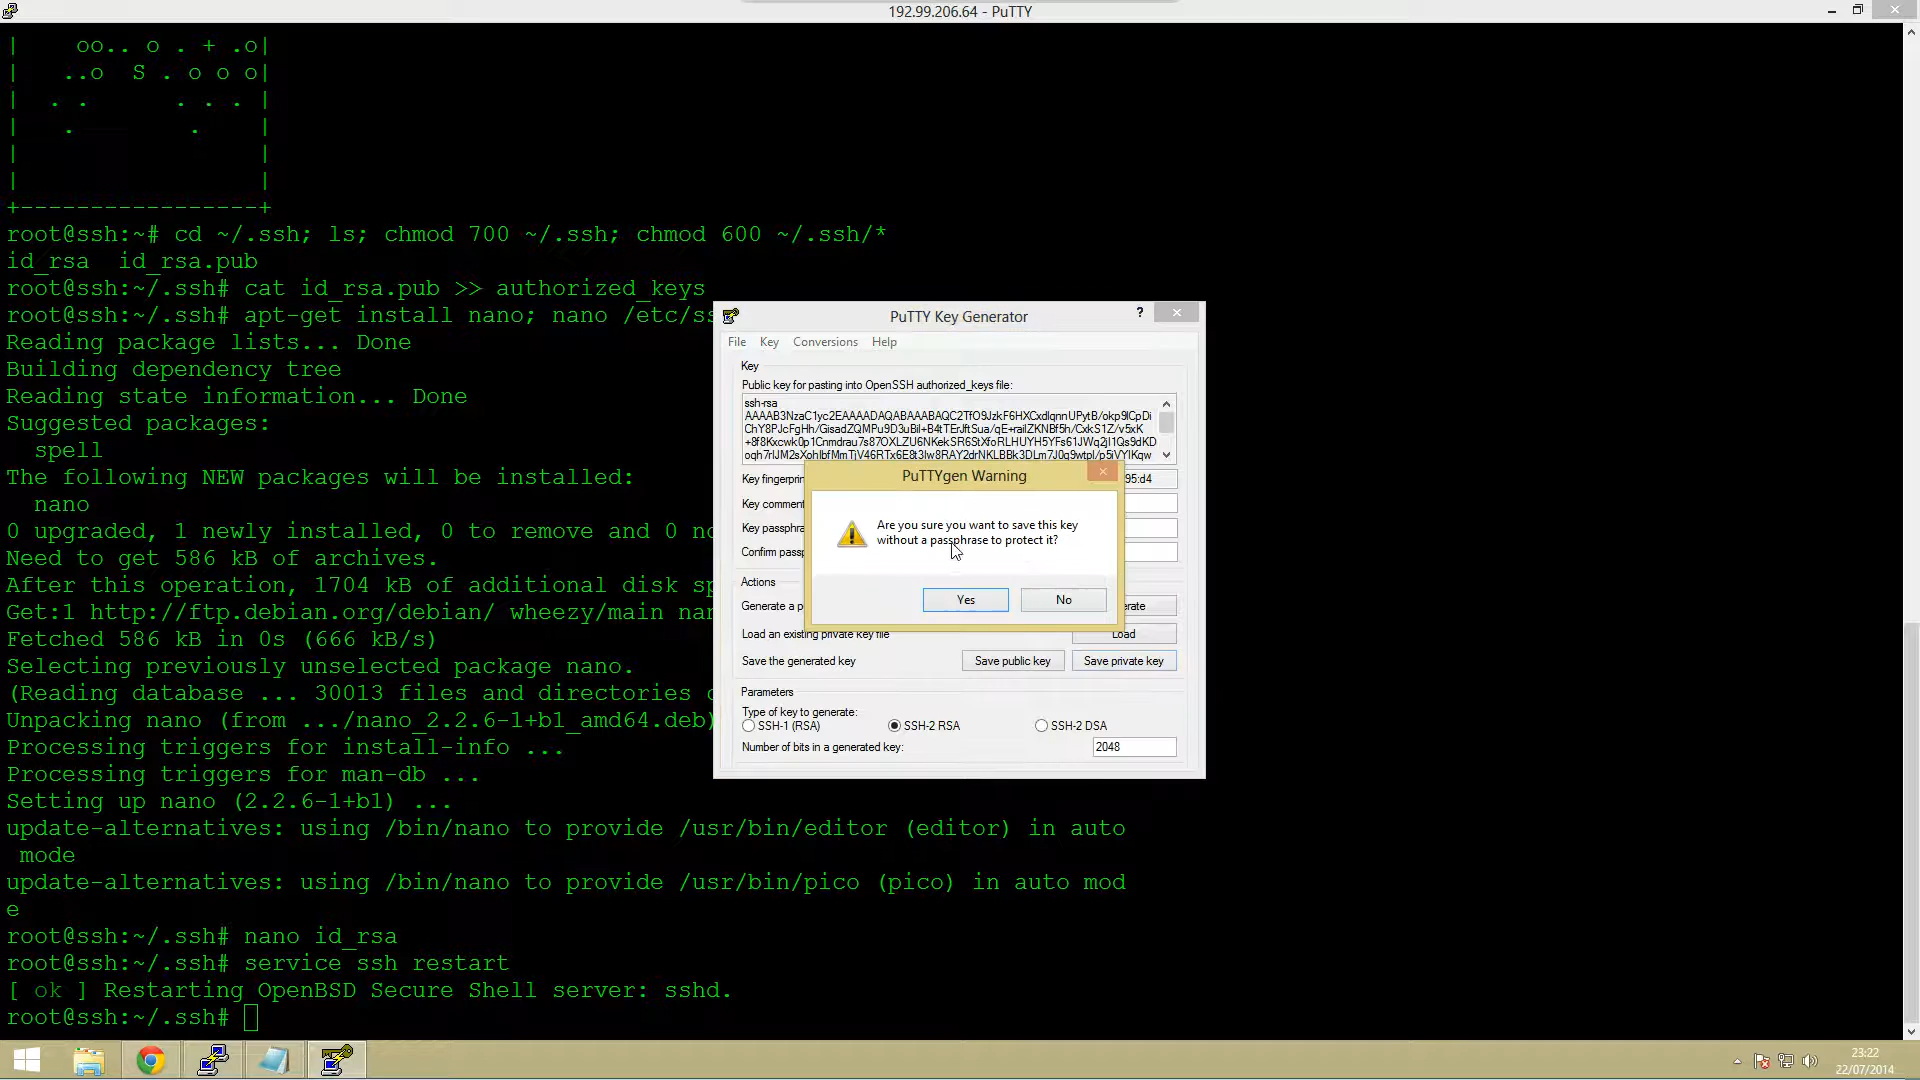 192.99.206.64 - PuTTY
| oo.. o . + .o|
| ..o S . o o o|
| . . . . . |
| . . |
| |
| |
+-----------------+
root@ssh:~# cd ~/.ssh; ls; chmod 700 ~/.ssh; chmod 600 ~/.ssh/*
id_rsa id_rsa.pub
root@ssh:~/.ssh# cat id_rsa.pub >> authorized_keys
root@ssh:~/.ssh# apt-get install nano; nano /etc/ss
Reading package lists... Done
Building dependency tree
Reading state information... Done
Suggested packages:
spell
The following NEW packages will be installed:
nano
0 upgraded, 1 newly installed, 0 to remove and 0 no
Need to get 586 kB of archives.
After this operation, 1704 kB of additional disk sp
Get:1 http://ftp.debian.org/debian/ wheezy/main nan
Fetched 586 kB in 0s (666 kB/s)
Selecting previously unselected package nano.
(Reading database ... 30013 files and directories c
Unpacking nano (from .../nano_2.2.6-1+b1_amd64.deb)
Processing triggers for install-info ...
Processing triggers for man-db ...
Setting up nano (2.2.6-1+b1) ...
update-alternatives: using /bin/nano to provide /usr/bin/editor (editor) in auto
mode
update-alternatives: using /bin/nano to provide /usr/bin/pico (pico) in auto mod
e
root@ssh:~/.ssh# nano id_rsa
root@ssh:~/.ssh# service ssh restart
[ ok ] Restarting OpenBSD Secure Shell server: sshd.
root@ssh:~/.ssh#
PuTTY Key Generator
?
File Key Conversions Help
Key
Public key for pasting into OpenSSH authorized_keys file:
ssh-rsa
Key fingerprin
95:d4
Key commen
Key passphra
Confirm passp
PuTTYgen Warning
Are you sure you want to save this key
without a passphrase to protect it?
Yes No
Actions
Generate a p
erate
Load an existing private key file
Load
Save the generated key
Save public key
Save private key
Parameters
Type of key to generate:
SSH-1 (RSA) SSH-2 RSA SSH-2 DSA
Number of bits in a generated key:
2048
23:22
22/07/2014